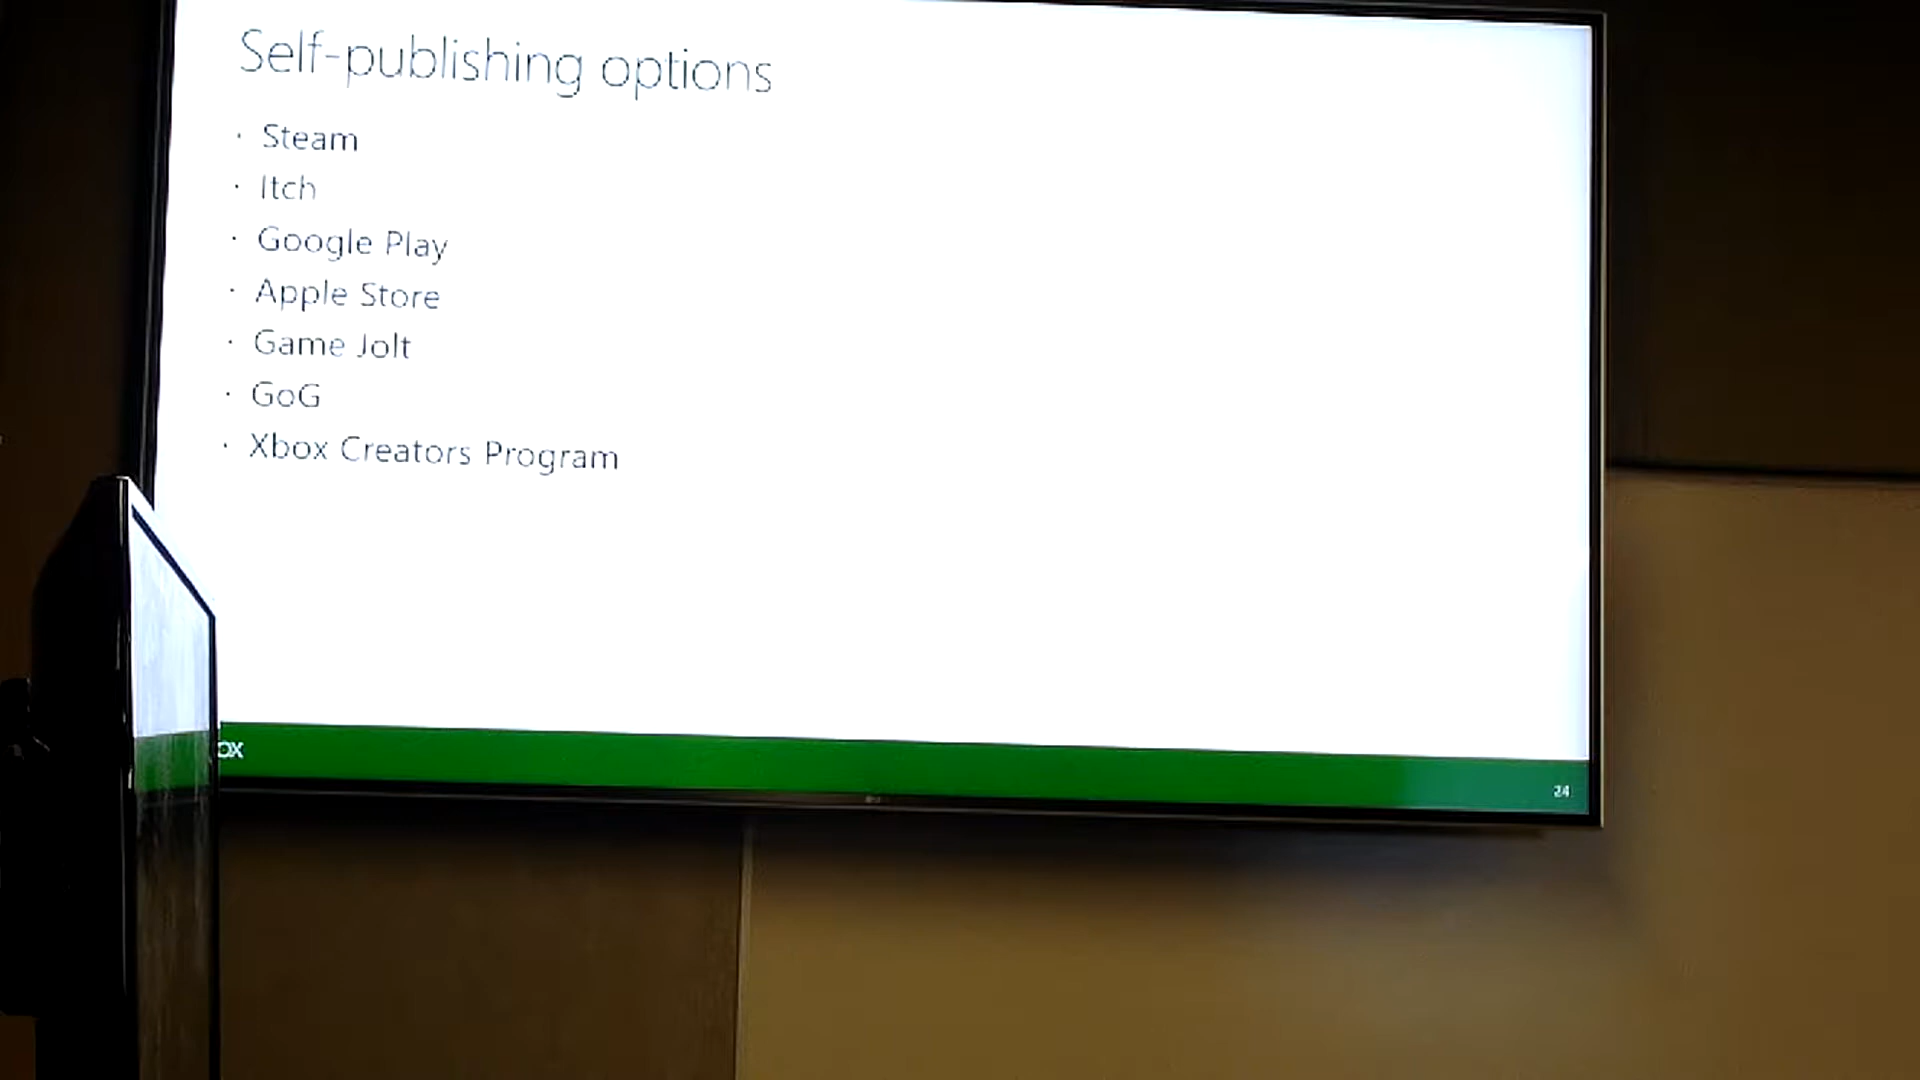 Self-publishing options
· Steam
· Itch
· Google Play
· Apple Store
· Game Jolt
· GoG
· Xbox Creators Program
24